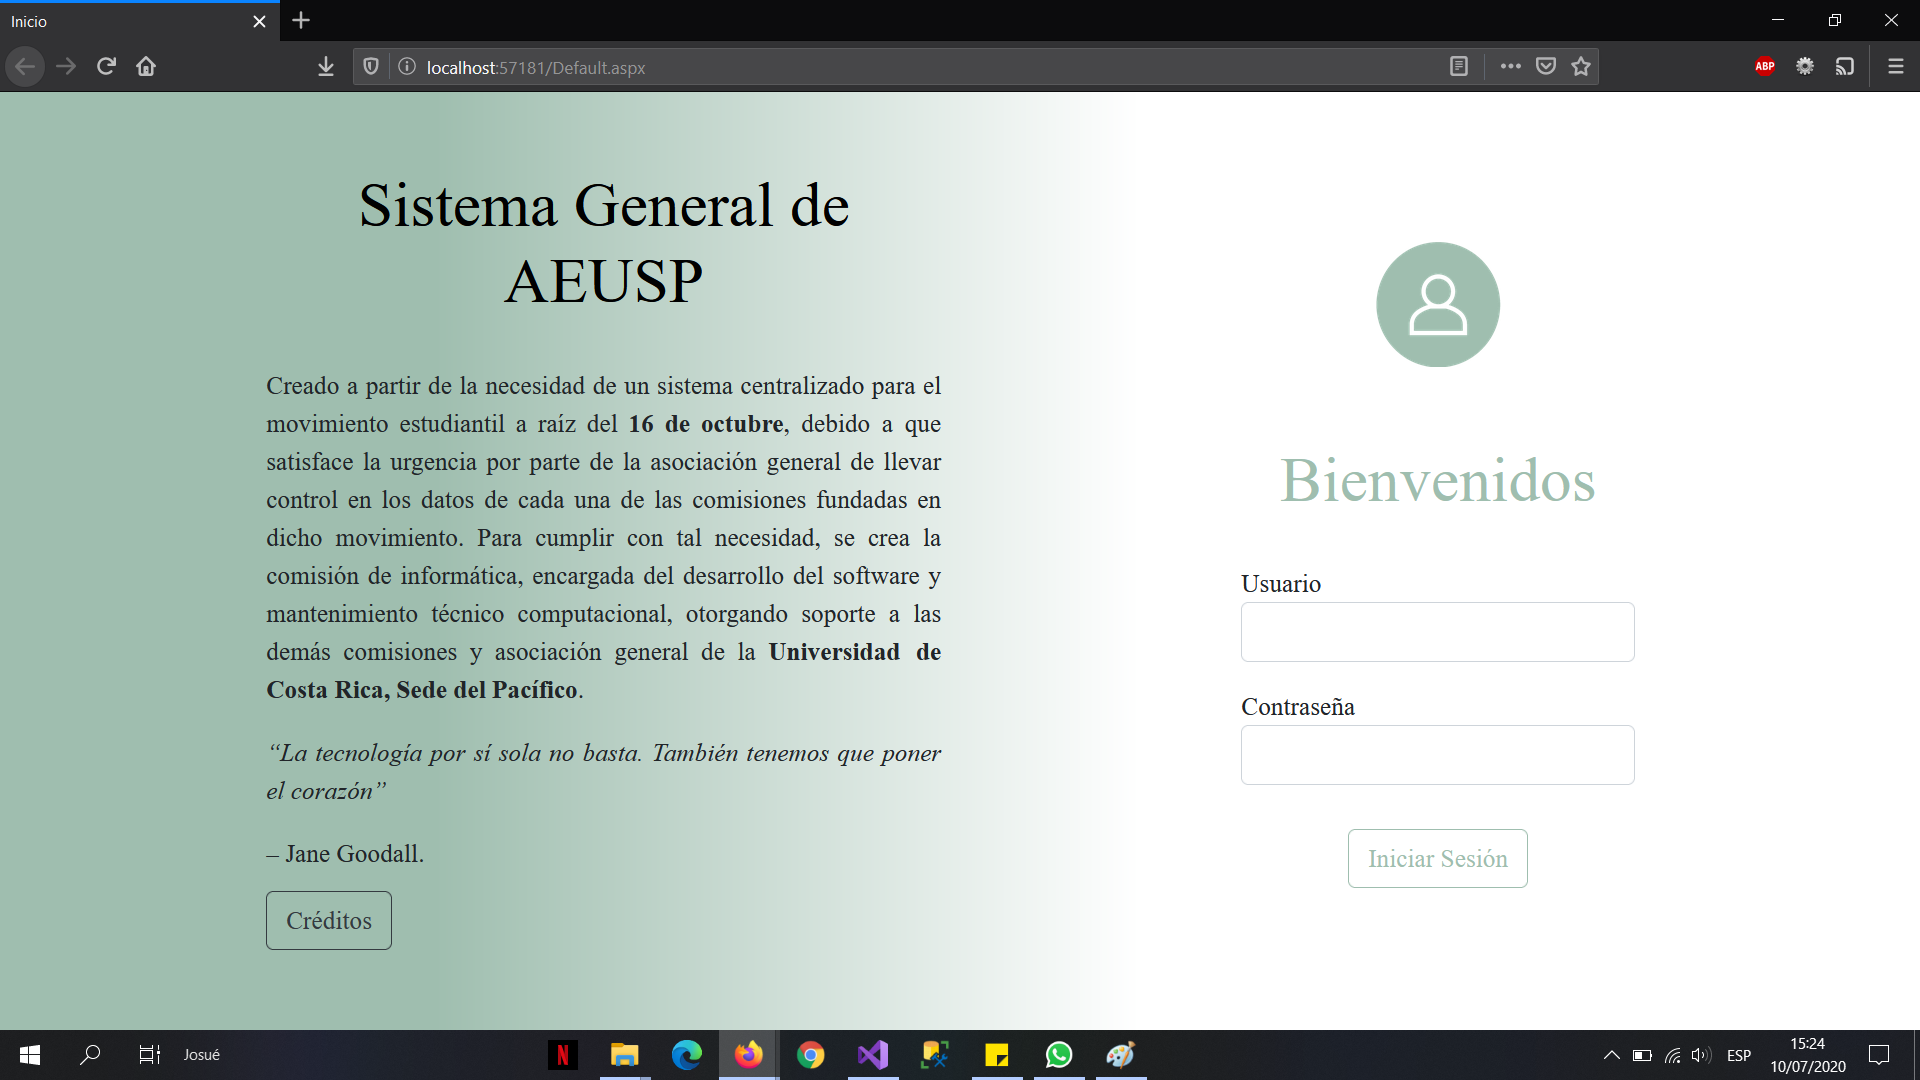 Inicio
localhost:57181/Default.aspx
ABP
Sistema General de
AEUSP
Creado a partir de la necesidad de un sistema centralizado para el
movimiento estudiantil a raíz del 16 de octubre, debido a que
satisface la urgencia por parte de la asociación general de llevar
control en los datos de cada una de las comisiones fundadas en
dicho movimiento. Para cumplir con tal necesidad, se crea la
comisión de informática, encargada del desarrollo del software y
mantenimiento técnico computacional, otorgando soporte a las
demás comisiones y asociación general de la Universidad de
Costa Rica, Sede del Pacífico.
“La tecnología por sí sola no basta. También tenemos que poner
el corazón”
– Jane Goodall.
Créditos
Bienvenidos
Usuario
Contraseña
Iniciar Sesión
Josué
N
ESP
15:24
10/07/2020